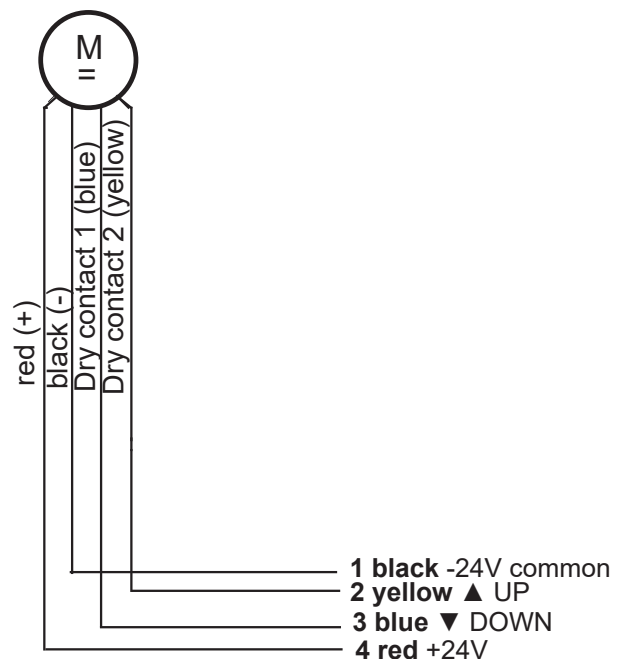 M
=
red (+)
black (-)
Dry contact 1 (blue)
Dry contact 2 (yellow)
1 black -24V common
2 yellow ▲ UP
3 blue ▼ DOWN
4 red +24V